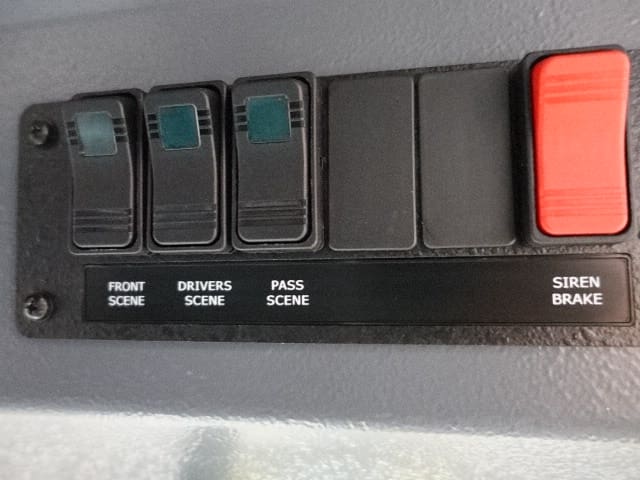 FRONT
SCENE
DRIVERS
SCENE
PASS
SCENE
SIREN
BRAKE